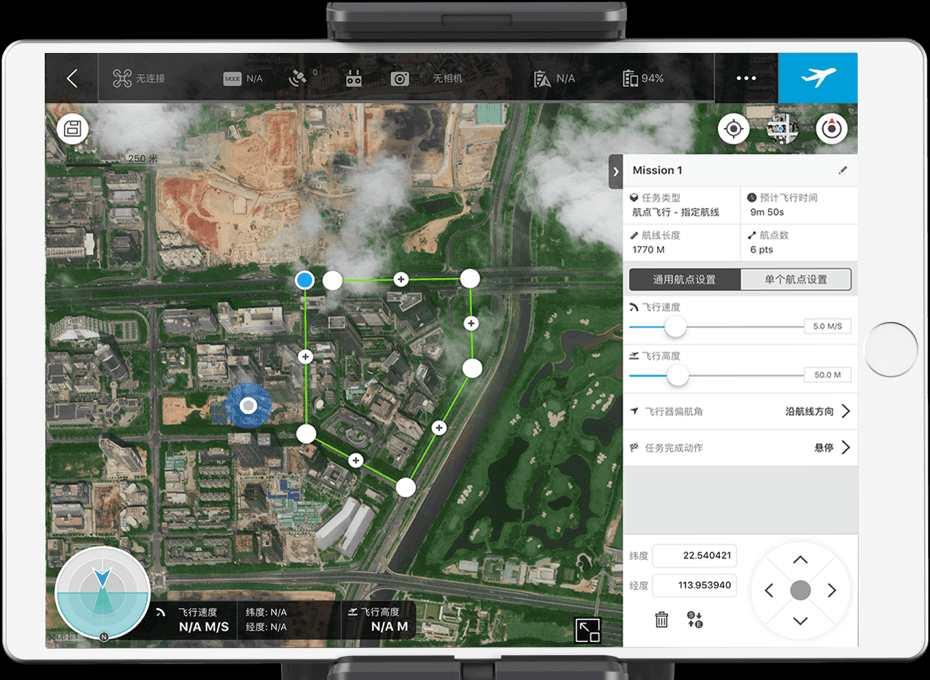 无连接
MODE
N/A
0
无相机
N/A
94%
250 米
Mission 1
任务类型
航点飞行 - 指定航线
预计飞行时间
9m 50s
航线长度
1770 M
航点数
6 pts
通用航点设置
单个航点设置
飞行速度
5.0 M/S
飞行高度
50.0 M
飞行器偏航角
沿航线方向
任务完成动作
悬停
纬度
22.540421
经度
113.953940
S
E
飞行速度
N/A M/S
纬度: N/A
经度: N/A
飞行高度
N/A M
N